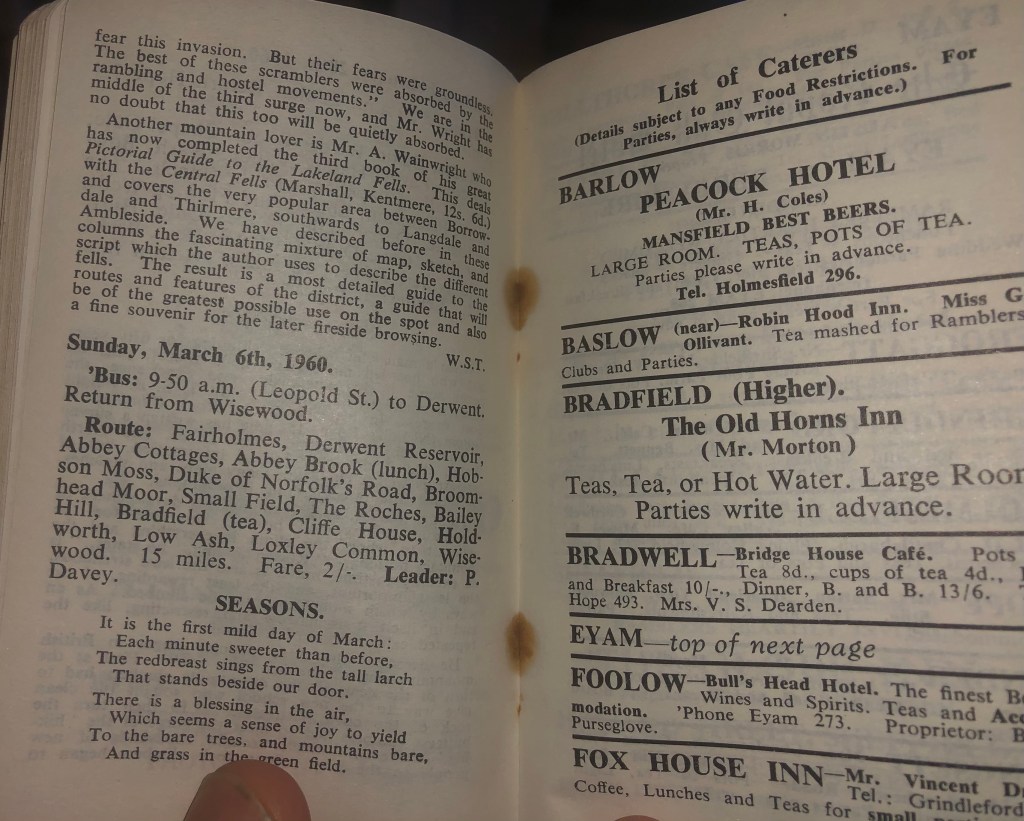 fear this invasion. But their fears were groundless.
The best of these scramblers were absorbed by the
rambling and hostel movements." We are in the
middle of the third surge now, and Mr. Wright has
no doubt that this too will be quietly absorbed.
Another mountain lover is Mr. A. Wainwright who
has now completed the third book of his great
Pictorial Guide to the Lakeland Fells. This deals
with the Central Fells (Marshall, Kentmere, 12s. 6d.)
and covers the very popular area between Borrow-
dale and Thirlmere, southwards to Langdale and
Ambleside. We have described before in these
columns the fascinating mixture of map, sketch, and
script which the author uses to describe the different
fells. The result is a most detailed guide to the
routes and features of the district, a guide that will
be of the greatest possible use on the spot and also
a fine souvenir for the later fireside browsing.
W.S.T.
Sunday, March 6th, 1960.
'Bus: 9-50 a.m. (Leopold St.) to Derwent.
Return from Wisewood.
Route: Fairholmes, Derwent Reservoir,
Abbey Cottages, Abbey Brook (lunch), Hob-
son Moss, Duke of Norfolk's Road, Broom-
head Moor, Small Field, The Roches, Bailey
Hill, Bradfield (tea), Cliffe House, Hold-
worth, Low Ash, Loxley Common, Wise-
wood. 15 miles. Fare, 2/-. Leader: P.
Davey.
SEASONS.
It is the first mild day of March:
Each minute sweeter than before,
The redbreast sings from the tall larch
That stands beside our door.
There is a blessing in the air,
Which seems a sense of joy to yield
To the bare trees, and mountains bare,
And grass in the green field.
List of Caterers
(Details subject to any Food Restrictions. For
Parties, always write in advance.)
BARLOW
PEACOCK HOTEL
(Mr. H. Coles)
MANSFIELD BEST BEERS.
LARGE ROOM. TEAS, POTS OF TEA.
Parties please write in advance.
Tel. Holmesfield 296.
BASLOW (near)—Robin Hood Inn. Miss G
Ollivant. Tea mashed for Ramblers
Clubs and Parties.
BRADFIELD (Higher).
The Old Horns Inn
(Mr. Morton)
Teas, Tea, or Hot Water. Large Roo
Parties write in advance.
BRADWELL—Bridge House Café. Pots
Tea 8d., cups of tea 4d.,
and Breakfast 10/-., Dinner, B. and B. 13/6.
Hope 493. Mrs. V. S. Dearden.
EYAM—top of next page
FOOLOW—Bull's Head Hotel. The finest Be
Wines and Spirits. Teas and Acc
modation. 'Phone Eyam 273. Proprietor: B
Purseglove.
FOX HOUSE INN—Mr. Vincent D
Tel.: Grindleford
Coffee, Lunches and Teas for small